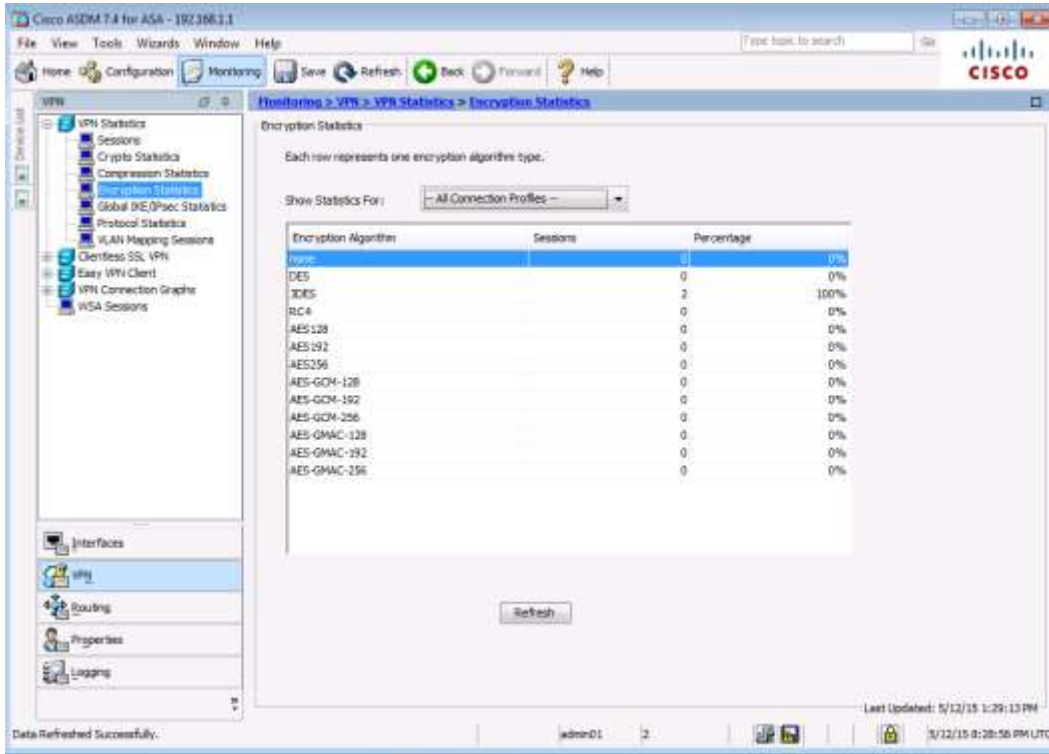 Cisco ASDM 7.4 for ASA - 192.168.1.1
File View Tools Wizards Window Help
Type topic to search Go
Home Configuration Monitoring Save Refresh Back Forward Help
CISCO
Device List
VPN
VPN Statistics
Sessions
Crypto Statistics
Compression Statistics
Encryption Statistics
Global IKE/IPsec Statistics
Protocol Statistics
VLAN Mapping Sessions
Clientless SSL VPN
Easy VPN Client
VPN Connection Graphs
WSA Sessions
Interfaces
VPN
Routing
Properties
Logging
Monitoring > VPN > VPN Statistics > Encryption Statistics
Encryption Statistics
Each row represents one encryption algorithm type.
Show Statistics For: -- All Connection Profiles --
Encryption Algorithm Sessions Percentage
none 0 0%
DES 0 0%
3DES 2 100%
RC4 0 0%
AES128 0 0%
AES192 0 0%
AES256 0 0%
AES-GCM-128 0 0%
AES-GCM-192 0 0%
AES-GCM-256 0 0%
AES-GMAC-128 0 0%
AES-GMAC-192 0 0%
AES-GMAC-256 0 0%
Refresh
Last Updated: 5/12/15 1:29:13 PM
Data Refreshed Successfully. admin01 2 5/12/15 8:28:56 PM UTC